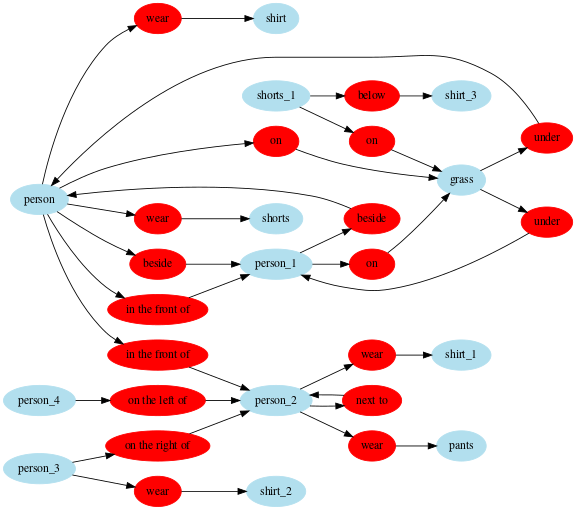 wear
shirt
shorts_1
below
shirt_3
on
on
under
grass
person
wear
shorts
beside
under
beside
person_1
on
in the front of
in the front of
wear
shirt_1
person_4
on the left of
person_2
next to
person_3
on the right of
wear
pants
wear
shirt_2